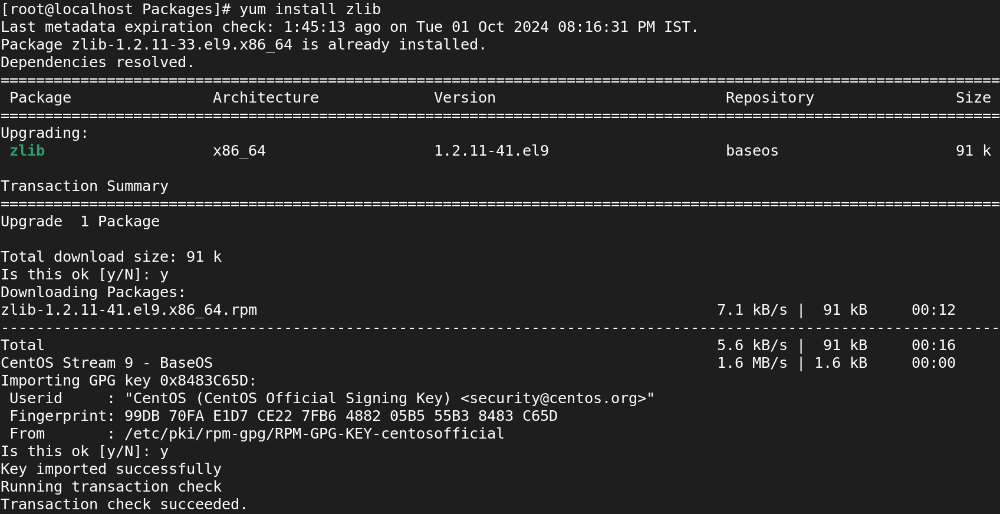 [root@localhost Packages]# yum install zlib
Last metadata expiration check: 1:45:13 ago on Tue 01 Oct 2024 08:16:31 PM IST.
Package zlib-1.2.11-33.el9.x86_64 is already installed.
Dependencies resolved.
=================================================================================================================
 Package                Architecture             Version                          Repository                Size
=================================================================================================================
Upgrading:
 zlib                   x86_64                   1.2.11-41.el9                    baseos                    91 k

Transaction Summary
=================================================================================================================
Upgrade  1 Package

Total download size: 91 k
Is this ok [y/N]: y
Downloading Packages:
zlib-1.2.11-41.el9.x86_64.rpm                                                    7.1 kB/s |  91 kB     00:12
-----------------------------------------------------------------------------------------------------------------
Total                                                                            5.6 kB/s |  91 kB     00:16
CentOS Stream 9 - BaseOS                                                         1.6 MB/s | 1.6 kB     00:00
Importing GPG key 0x8483C65D:
 Userid     : "CentOS (CentOS Official Signing Key) <security@centos.org>"
 Fingerprint: 99DB 70FA E1D7 CE22 7FB6 4882 05B5 55B3 8483 C65D
 From       : /etc/pki/rpm-gpg/RPM-GPG-KEY-centosofficial
Is this ok [y/N]: y
Key imported successfully
Running transaction check
Transaction check succeeded.